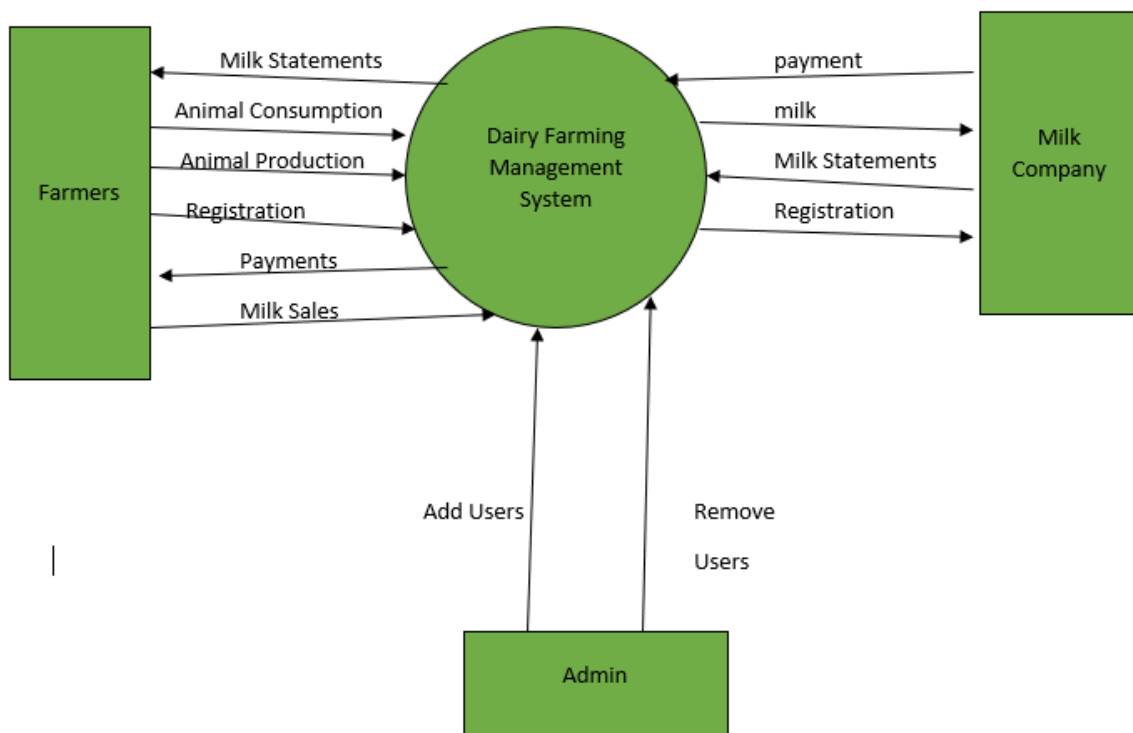 Milk Statements
Animal Consumption
Animal Production
Registration
Payments
Milk Sales
Farmers
Dairy Farming
Management
System
payment
milk
Milk Statements
Registration
Milk
Company
Add Users
Remove
Users
Admin